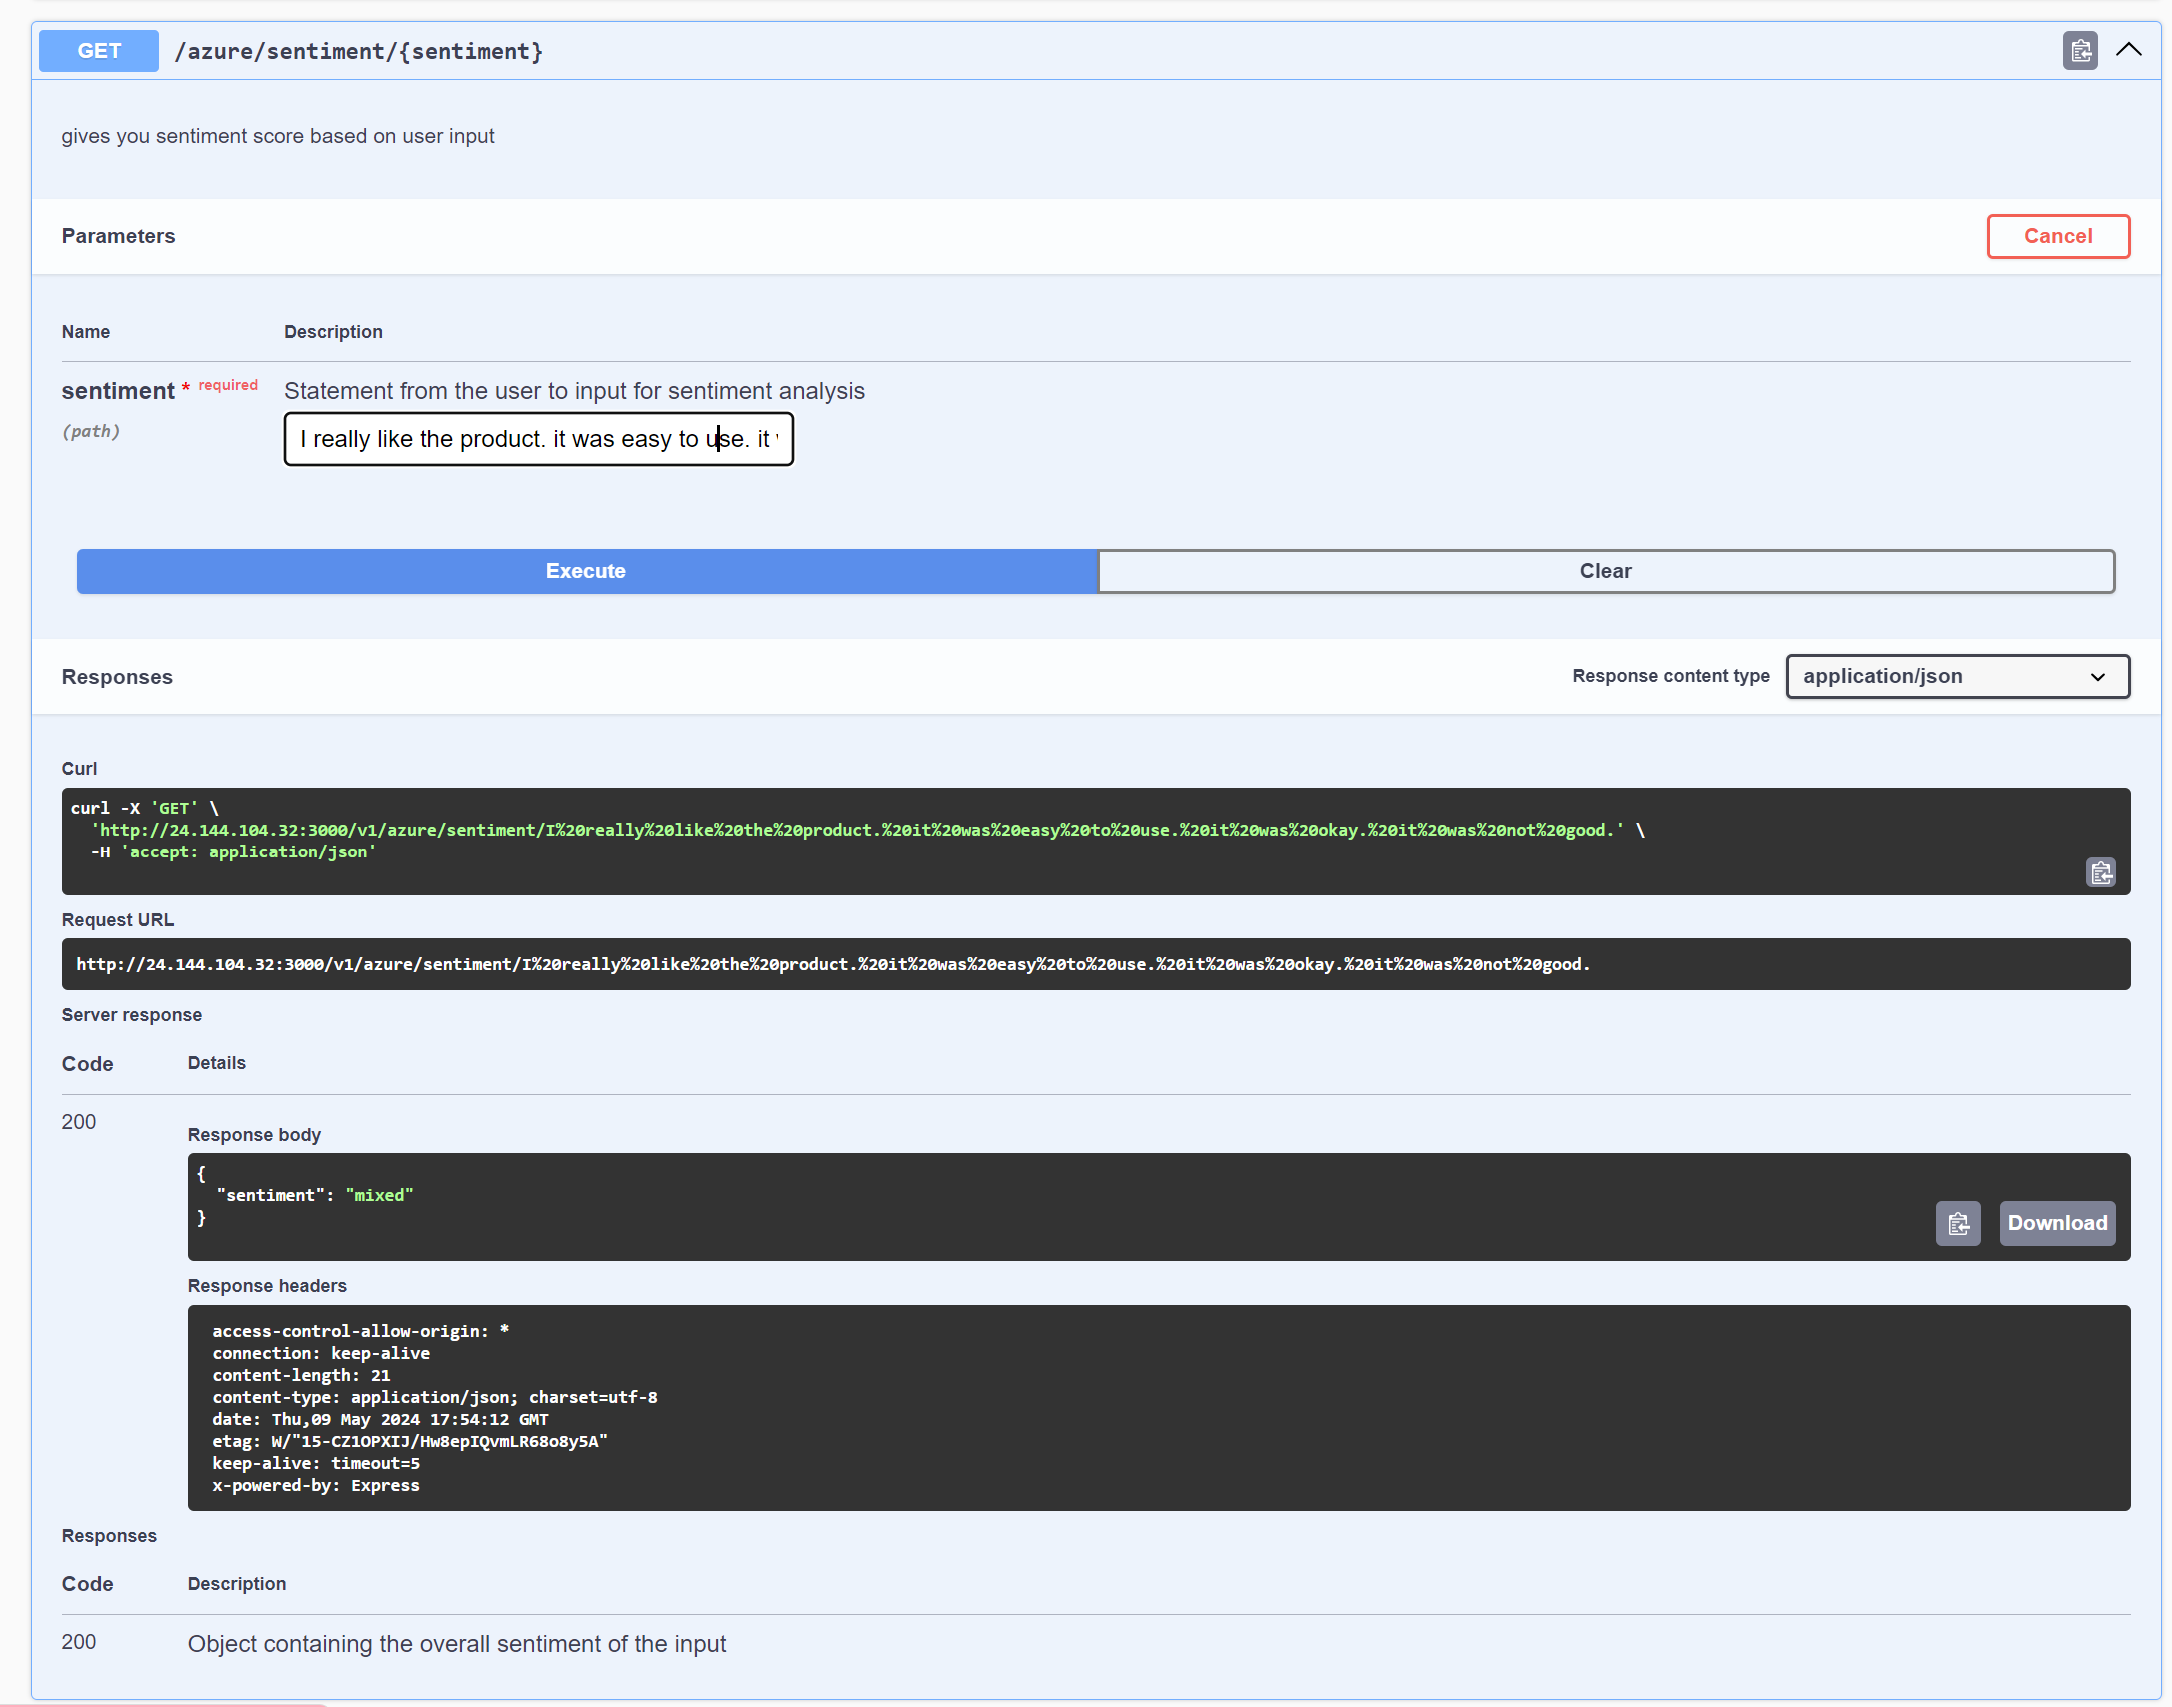 GET /azure/sentiment/{sentiment}
gives you sentiment score based on user input
Parameters
Cancel
Name Description
sentiment * required Statement from the user to input for sentiment analysis
(path)
I really like the product. it was easy to use. it
Execute Clear
Responses Response content type application/json
Curl
curl -X 'GET' \
'http://24.144.104.32:3000/v1/azure/sentiment/I%20really%20like%20the%20product.%20it%20was%20easy%20to%20use.%20it%20was%20okay.%20it%20was%20not%20good.' \
-H 'accept: application/json'
Request URL
http://24.144.104.32:3000/v1/azure/sentiment/I%20really%20like%20the%20product.%20it%20was%20easy%20to%20use.%20it%20was%20okay.%20it%20was%20not%20good.
Server response
Code Details
200
Response body
{
"sentiment": "mixed"
}
Download
Response headers
access-control-allow-origin: *
connection: keep-alive
content-length: 21
content-type: application/json; charset=utf-8
date: Thu,09 May 2024 17:54:12 GMT
etag: W/"15-CZ1OPXIJ/Hw8epIQvmLR68o8y5A"
keep-alive: timeout=5
x-powered-by: Express
Responses
Code Description
200 Object containing the overall sentiment of the input